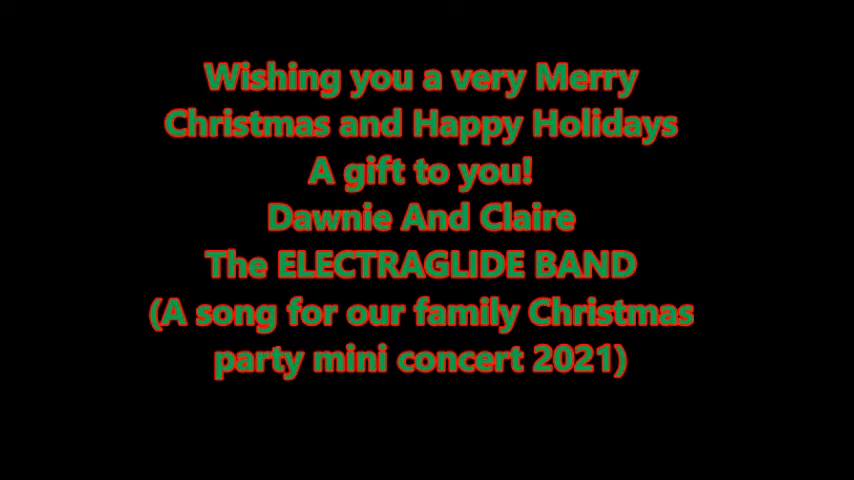 Wishing you a very Merry
Christmas and Happy Holidays
A gift to you!
Dawnie And Claire
The ELECTRAGLIDE BAND
(A song for our family Christmas
party mini concert 2021)